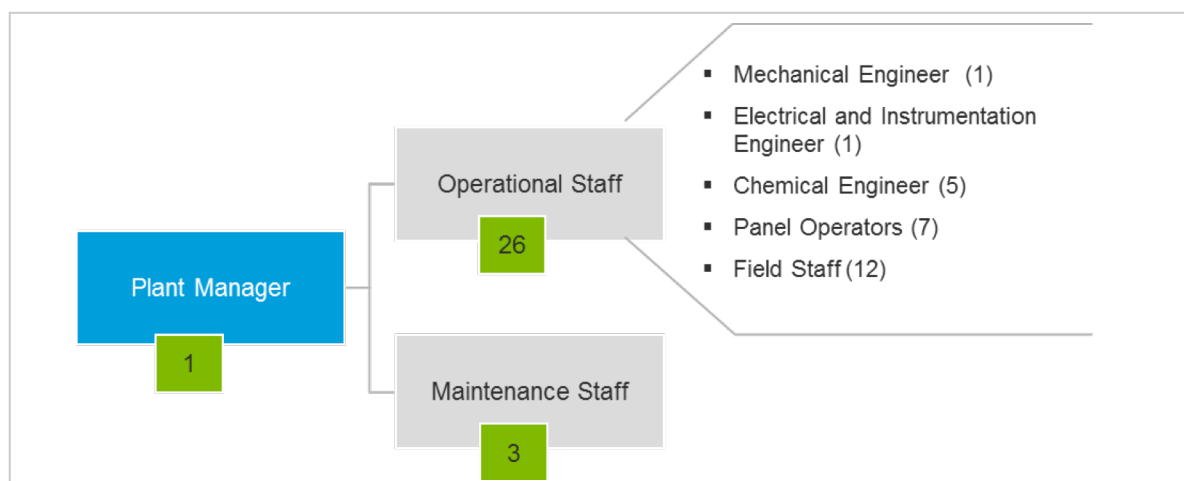 ▪ Mechanical Engineer (1)
▪ Electrical and Instrumentation
Engineer (1)
▪ Chemical Engineer (5)
▪ Panel Operators (7)
▪ Field Staff (12)
Operational Staff
26
Plant Manager
1
Maintenance Staff
3